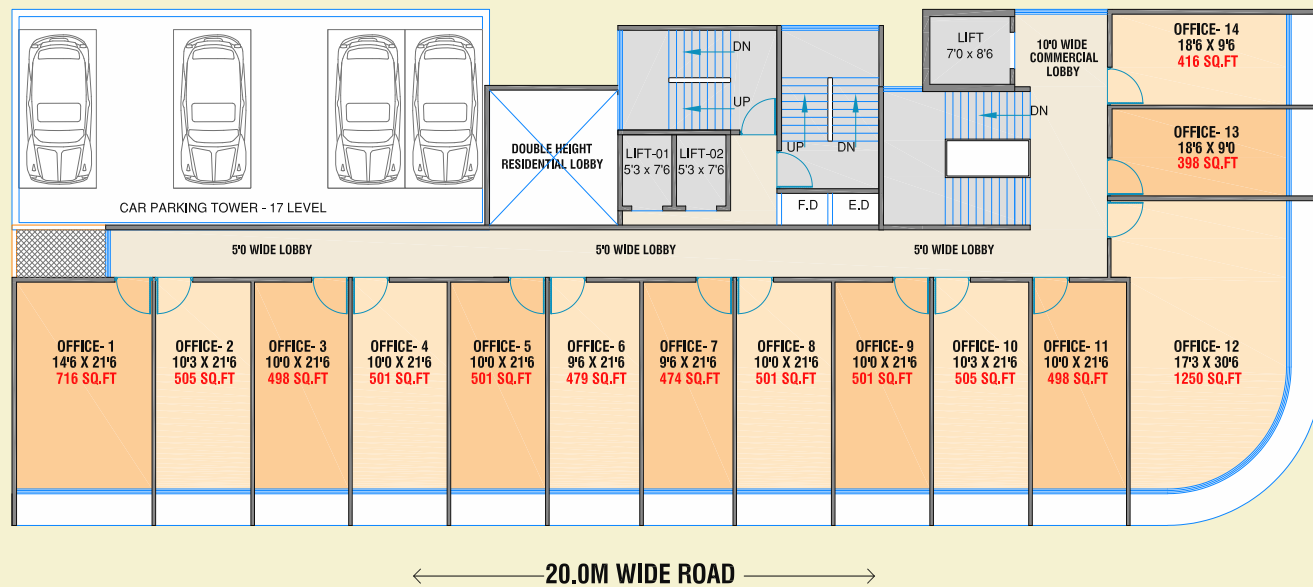 LIFT
7'0 x 8'6
10'0 WIDE
COMMERCIAL
LOBBY
OFFICE- 14
18'6 X 9'6
416 SQ.FT
DN
UP
DN
UP
DN
DOUBLE HEIGHT
RESIDENTIAL LOBBY
LIFT-01
5'3 x 7'6
LIFT-02
5'3 x 7'6
OFFICE- 13
18'6 X 9'0
398 SQ.FT
CAR PARKING TOWER - 17 LEVEL
F.D
E.D
5'0 WIDE LOBBY
5'0 WIDE LOBBY
5'0 WIDE LOBBY
OFFICE- 1
14'6 X 21'6
716 SQ.FT
OFFICE- 2
10'3 X 21'6
505 SQ.FT
OFFICE- 3
10'0 X 21'6
498 SQ.FT
OFFICE- 4
10'0 X 21'6
501 SQ.FT
OFFICE- 5
10'0 X 21'6
501 SQ.FT
OFFICE- 6
9'6 X 21'6
479 SQ.FT
OFFICE- 7
9'6 X 21'6
474 SQ.FT
OFFICE- 8
10'0 X 21'6
501 SQ.FT
OFFICE- 9
10'0 X 21'6
501 SQ.FT
OFFICE- 10
10'3 X 21'6
505 SQ.FT
OFFICE- 11
10'0 X 21'6
498 SQ.FT
OFFICE- 12
17'3 X 30'6
1250 SQ.FT
20.0M WIDE ROAD